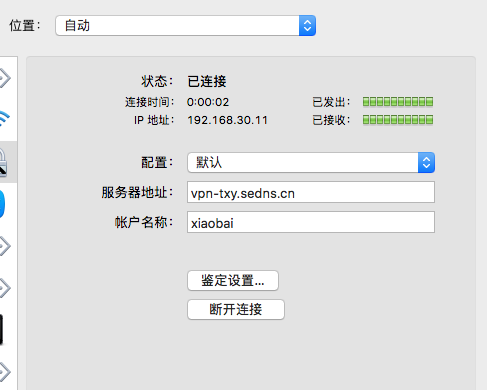 位置： 自动
状态： 已连接
连接时间： 0:00:02 已发出：
IP 地址： 192.168.30.11 已接收：
配置： 默认
服务器地址： vpn-txy.sedns.cn
帐户名称： xiaobai
鉴定设置...
断开连接